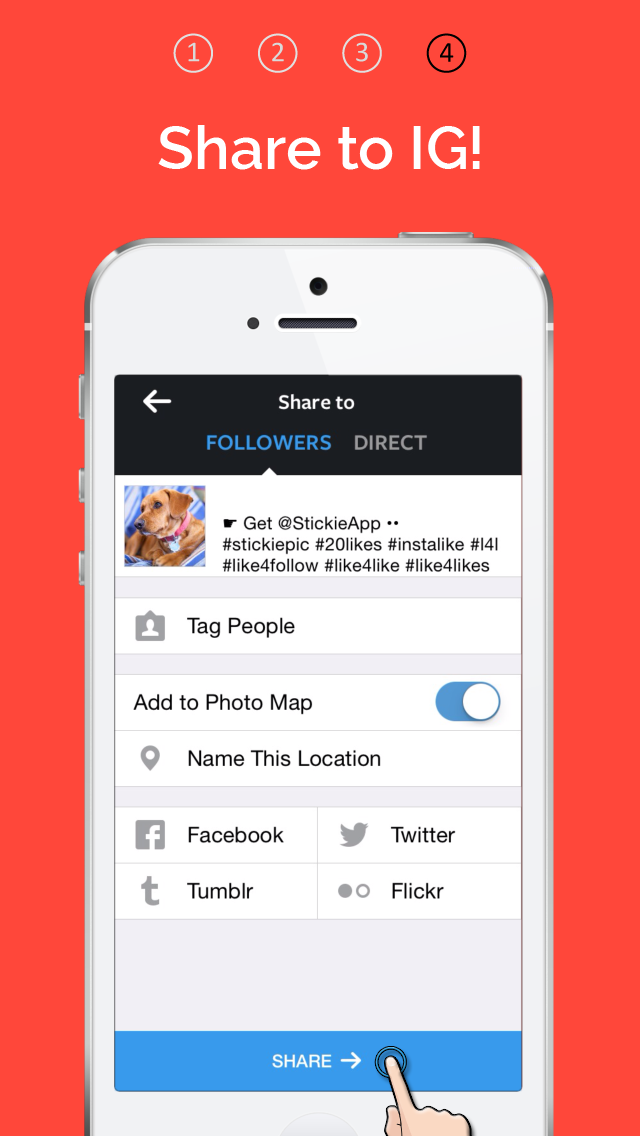 1 2 3 4
Share to IG!
Share to
FOLLOWERS DIRECT
☛ Get @StickieApp ••
#stickiepic #20likes #instalike #l4l
#like4follow #like4like #like4likes
Tag People
Add to Photo Map
Name This Location
Facebook Twitter
Tumblr Flickr
SHARE →